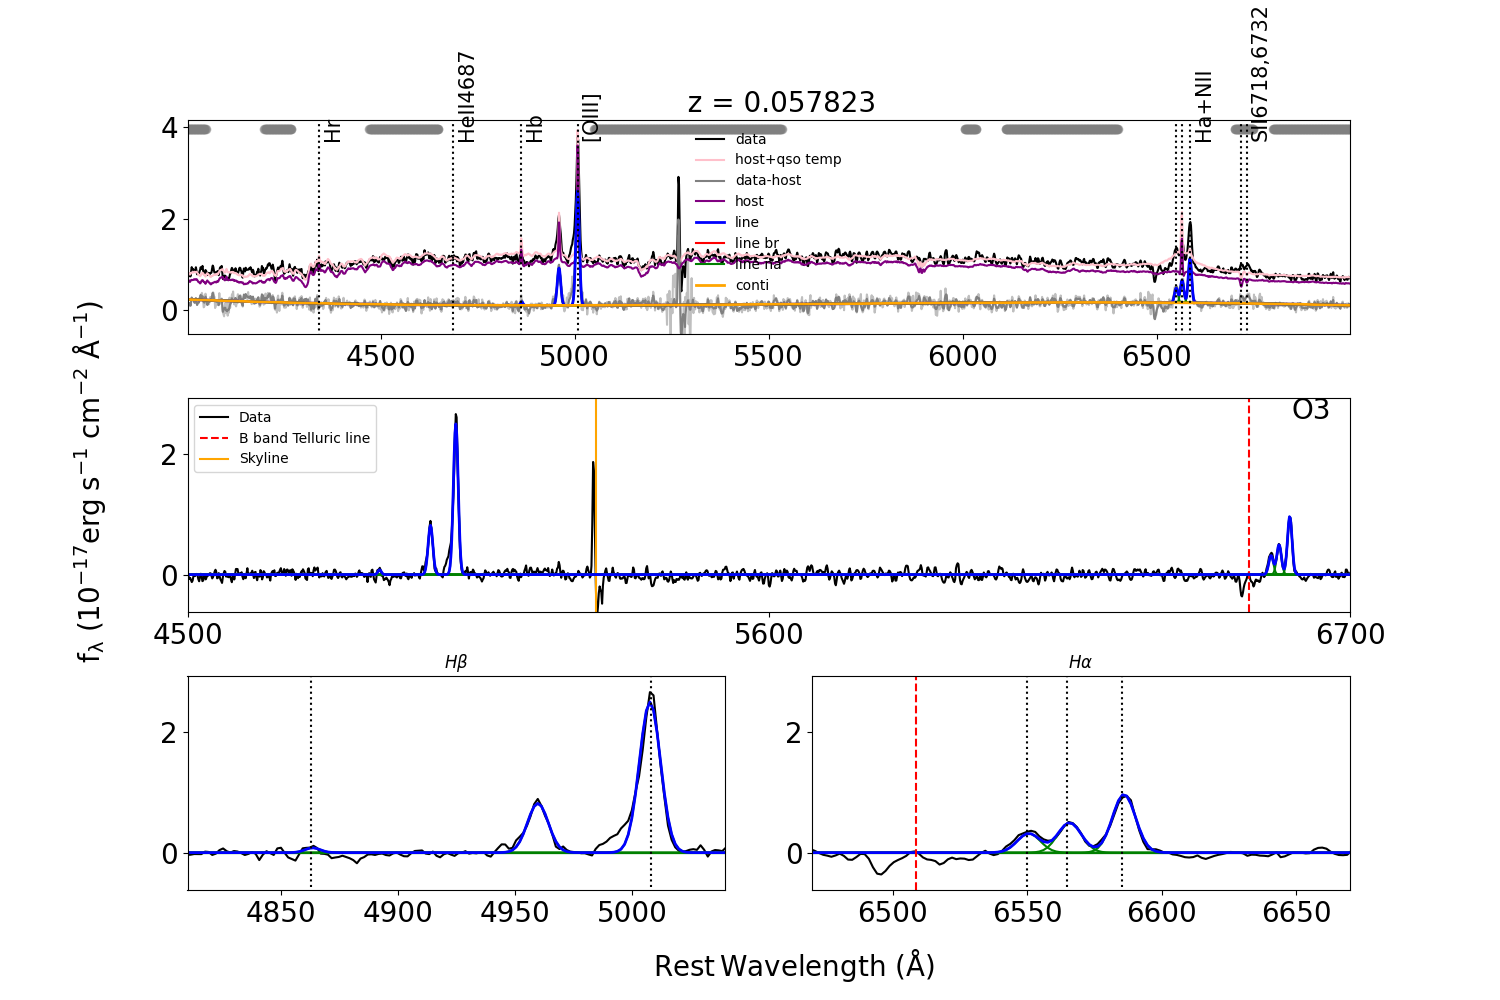 z = 0.057823
Hr
HeII4687
Hb
[OIII]
Ha+NII
SII6718,6732
data
host+qso temp
data-host
host
line
line br
line na
conti
4
2
0
4500
5000
5500
6000
6500
f_λ (10⁻¹⁷erg s⁻¹ cm⁻² Å⁻¹)
O3
Data
B band Telluric line
Skyline
2
0
4500
5600
6700
Hβ
2
0
4850
4900
4950
5000
Hα
2
0
6500
6550
6600
6650
Rest Wavelength (Å)